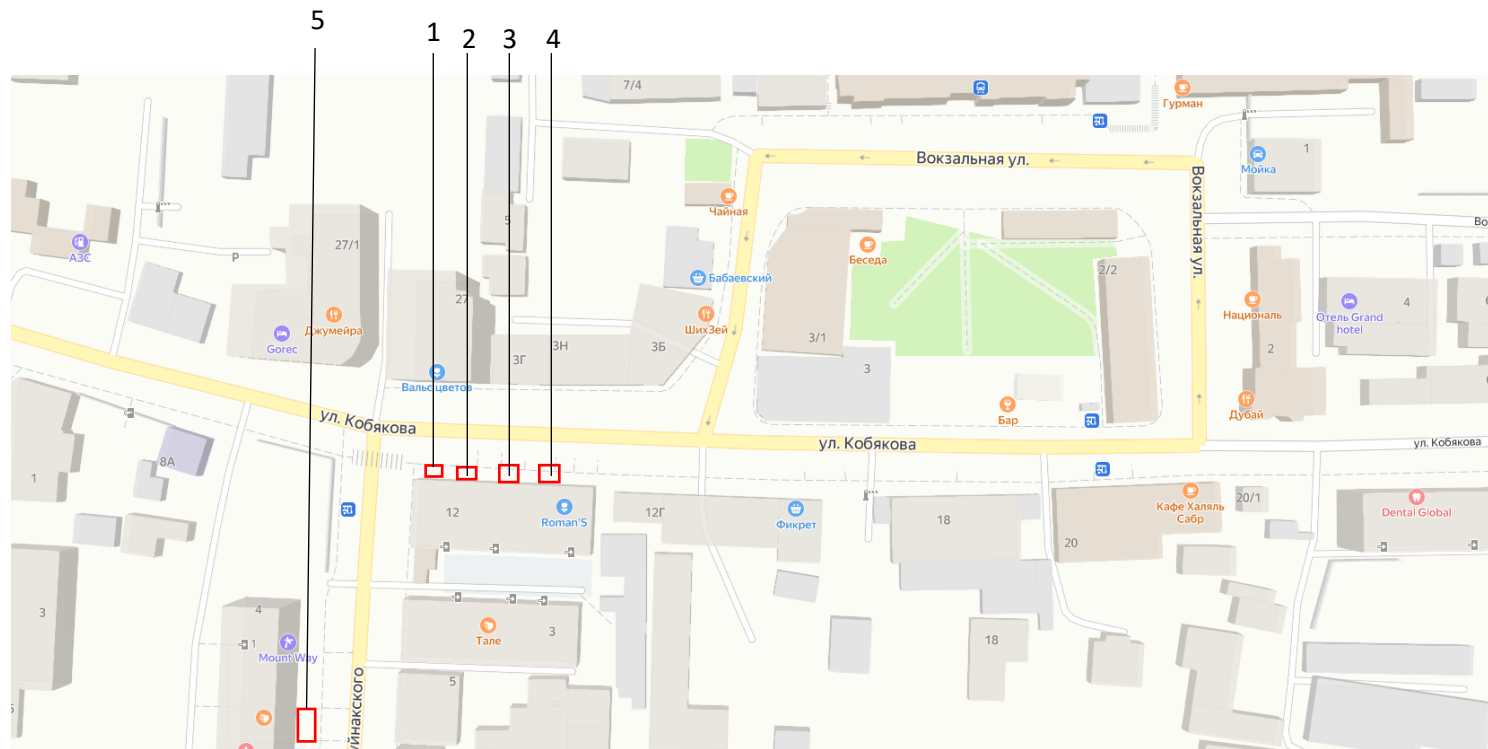 5
1
2
3
4
7/4
Гурман
Вокзальная ул.
1
Мойка
Вокзальная ул.
Во
Чайная
5
27/1
АЗС
P
Беседа
Бабаевский
2/2
27
Джумейра
Gorec
ШихЗей
Националь
Отель Grand
hotel
4
6
3Г
3Н
3Б
3/1
3
2
Вальс цветов
Бар
Дубай
ул. Кобякова
ул. Кобякова
ул. Кобякова
8А
1
12
Roman'S
12Г
Фикрет
18
20
Кафе Халяль
Сабр
20/1
Dental Global
3
4
1
Mount Way
Тале
3
18
5
уйнакского